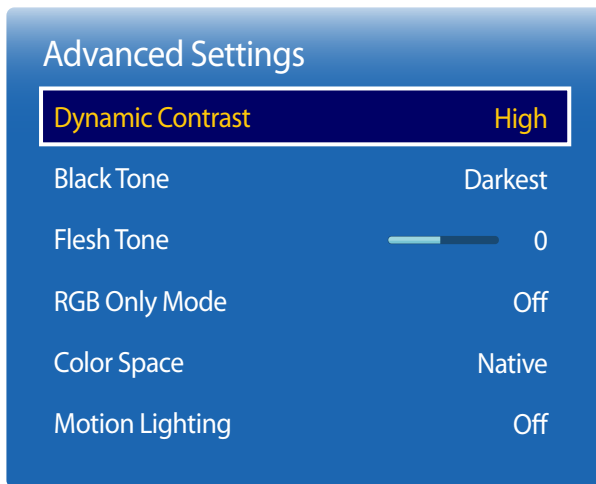 Advanced Settings
Dynamic Contrast High
Black Tone Darkest
Flesh Tone 0
RGB Only Mode Off
Color Space Native
Motion Lighting Off